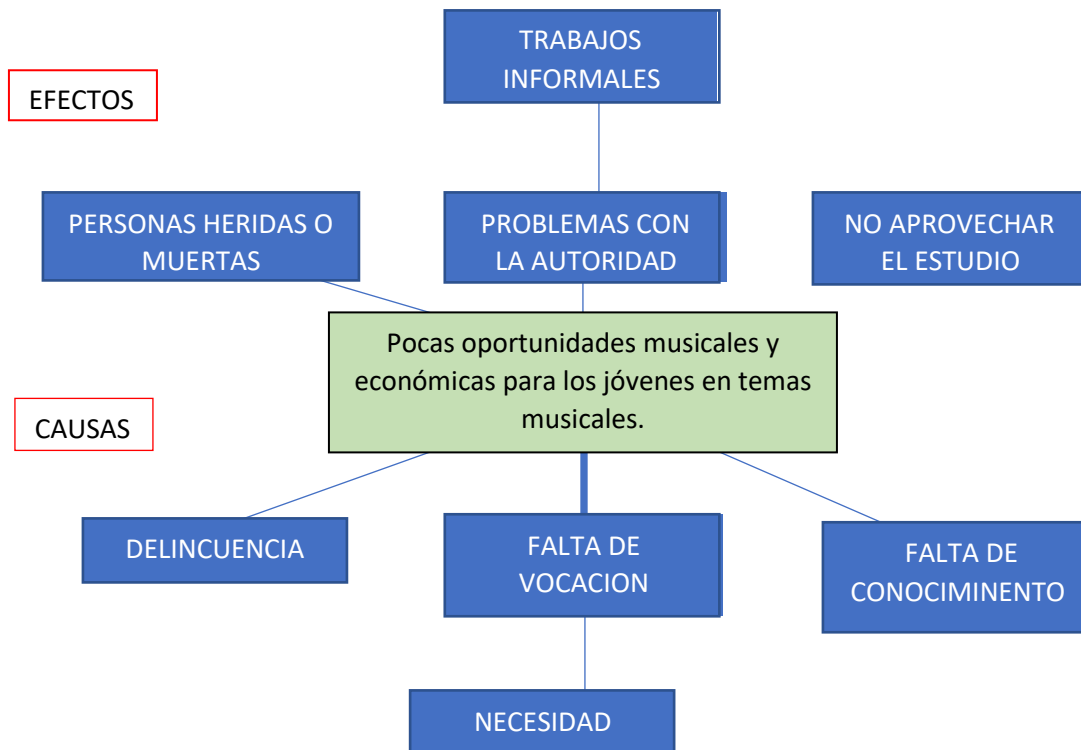 TRABAJOS
INFORMALES
EFECTOS
PERSONAS HERIDAS O
MUERTAS
PROBLEMAS CON
LA AUTORIDAD
NO APROVECHAR
EL ESTUDIO
Pocas oportunidades musicales y
económicas para los jóvenes en temas
musicales.
CAUSAS
DELINCUENCIA
FALTA DE
VOCACION
FALTA DE
CONOCIMINENTO
NECESIDAD